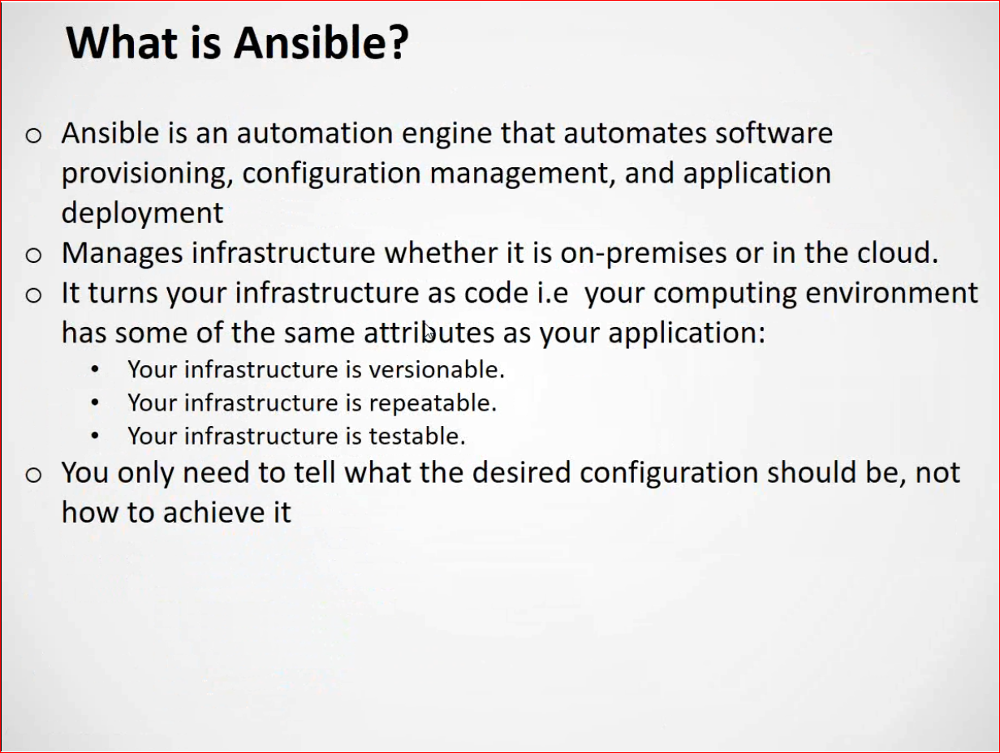 What is Ansible?
o Ansible is an automation engine that automates software
provisioning, configuration management, and application
deployment
o Manages infrastructure whether it is on-premises or in the cloud.
o It turns your infrastructure as code i.e  your computing environment
has some of the same attributes as your application:
• Your infrastructure is versionable.
• Your infrastructure is repeatable.
• Your infrastructure is testable.
o You only need to tell what the desired configuration should be, not
how to achieve it